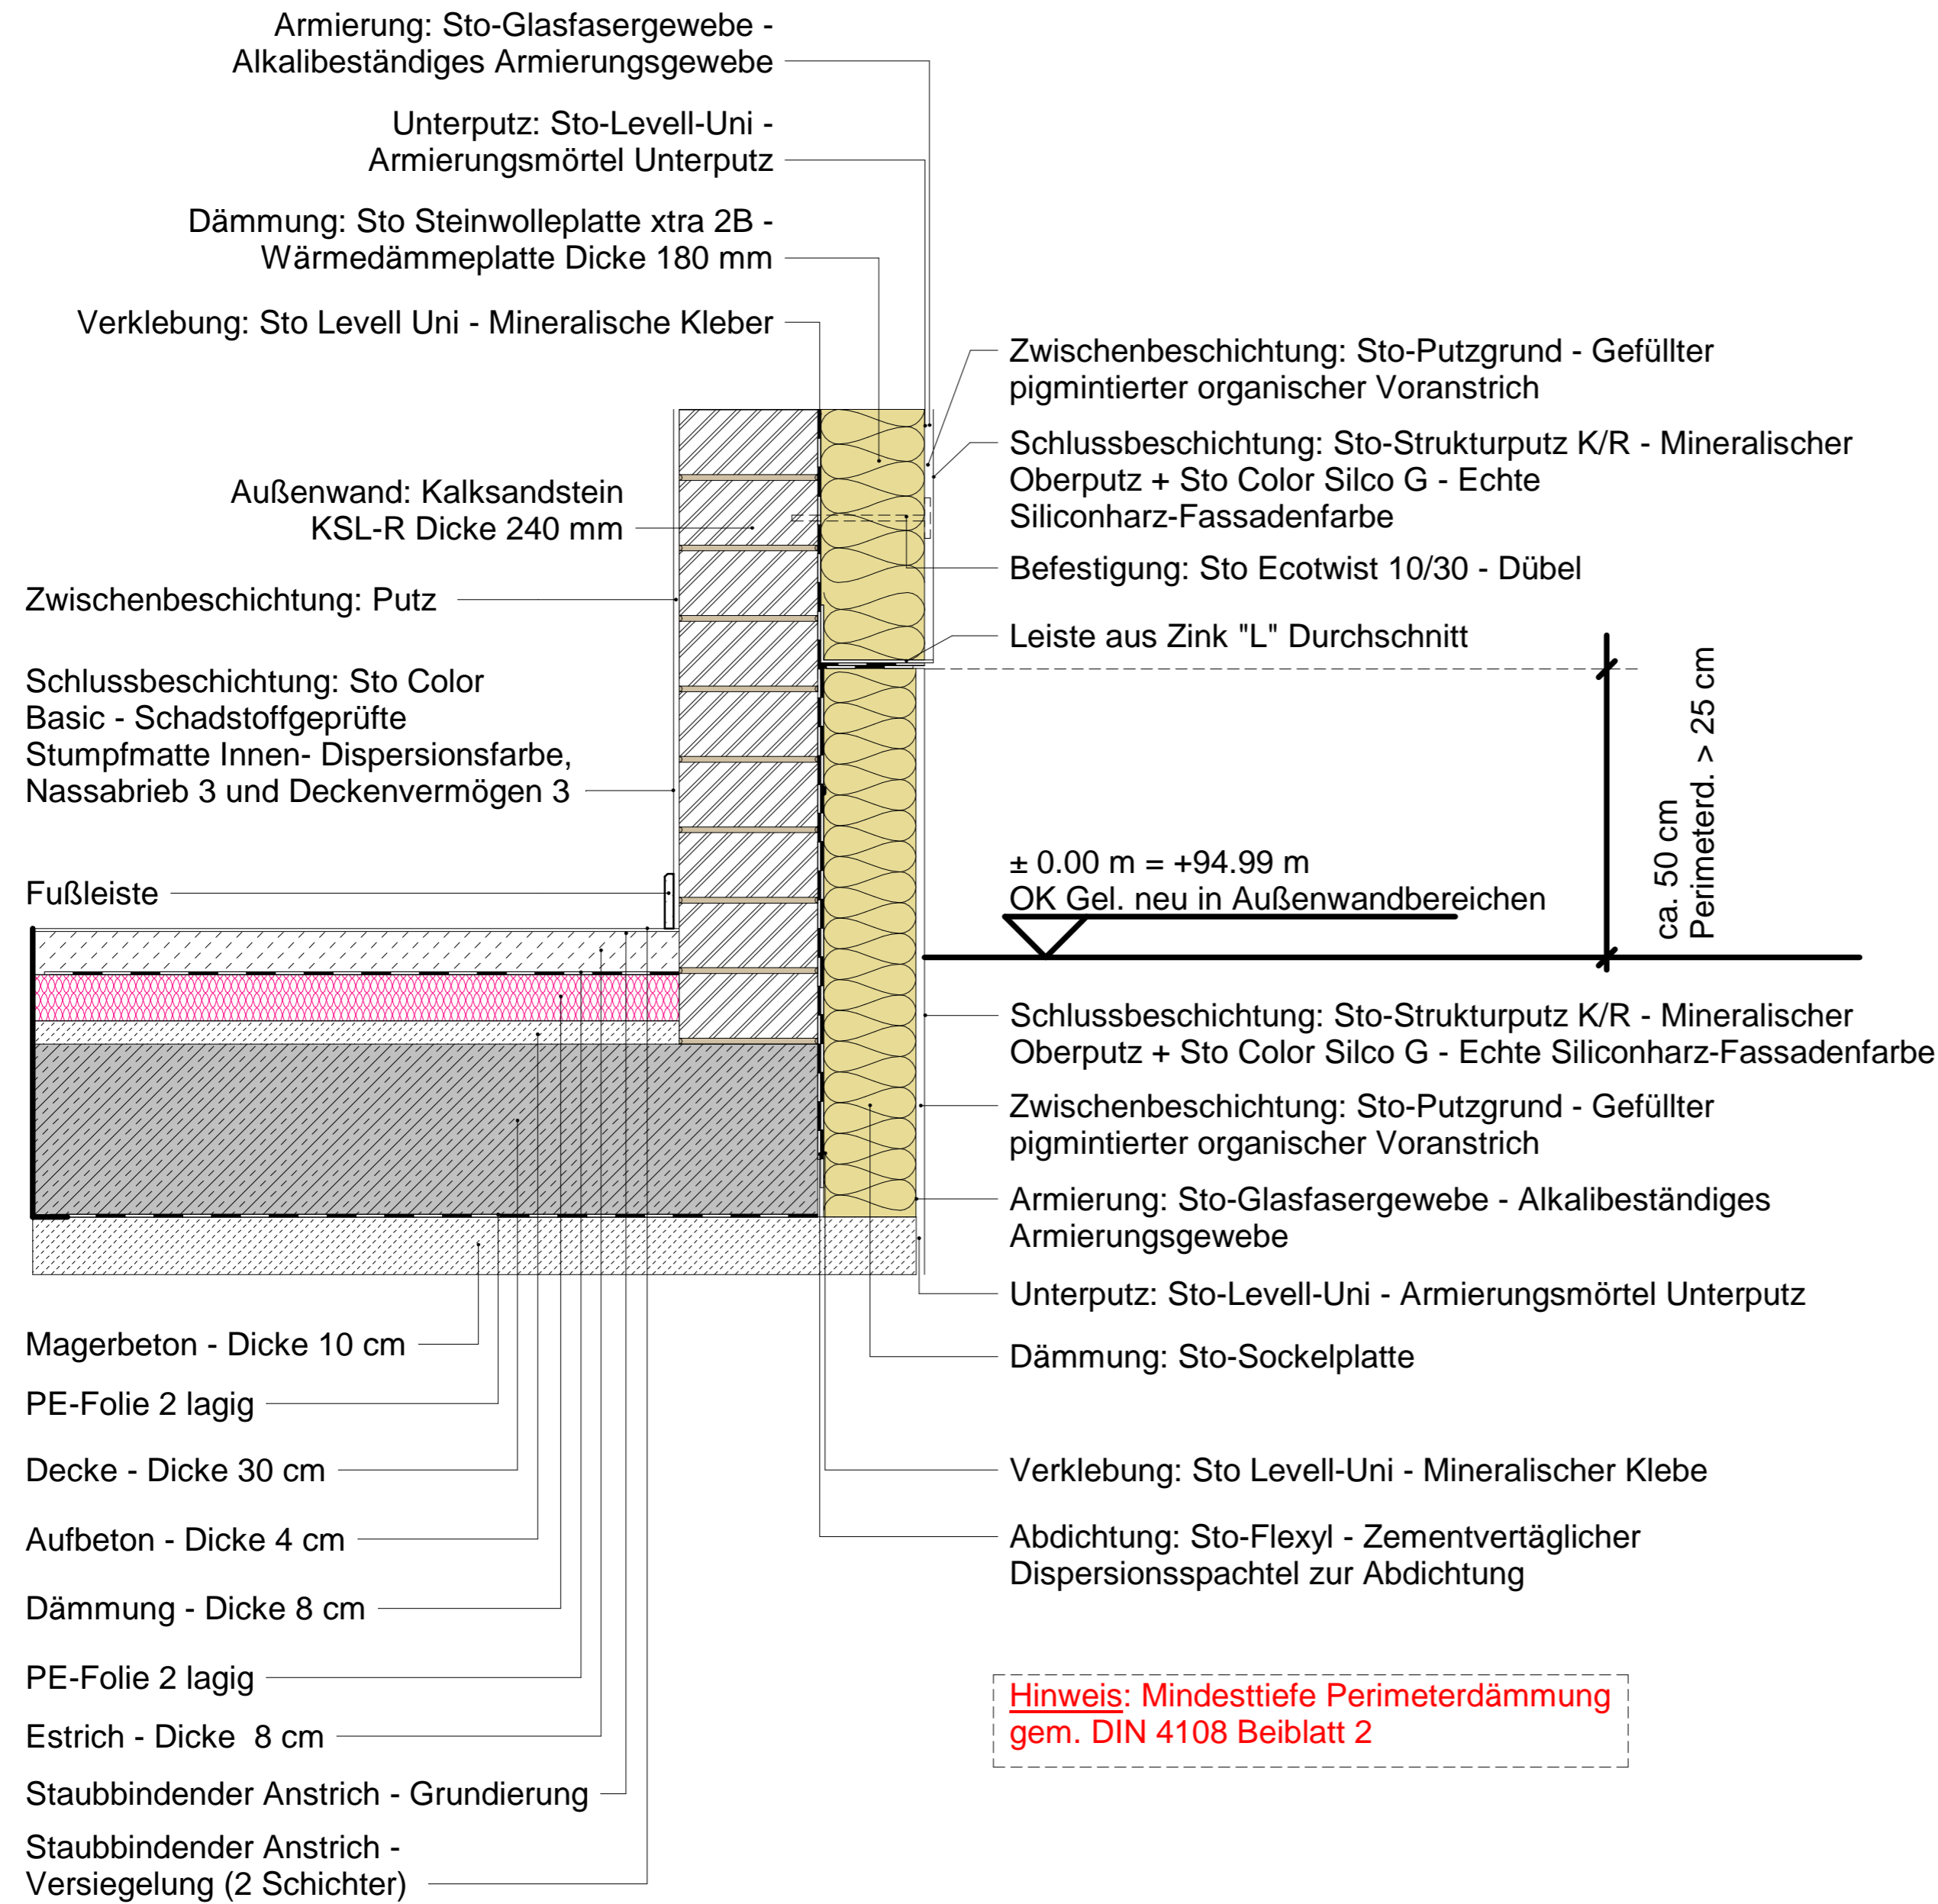 Armierung: Sto-Glasfasergewebe -
Alkalibeständiges Armierungsgewebe
Unterputz: Sto-Levell-Uni -
Armierungsmörtel Unterputz
Dämmung: Sto Steinwolleplatte xtra 2B -
Wärmedämmeplatte Dicke 180 mm
Verklebung: Sto Levell Uni - Mineralische Kleber
Außenwand: Kalksandstein
KSL-R Dicke 240 mm
Zwischenbeschichtung: Putz
Schlussbeschichtung: Sto Color
Basic - Schadstoffgeprüfte
Stumpfmatte Innen- Dispersionsfarbe,
Nassabrieb 3 und Deckenvermögen 3
Fußleiste
Magerbeton - Dicke 10 cm
PE-Folie 2 lagig
Decke - Dicke 30 cm
Aufbeton - Dicke 4 cm
Dämmung - Dicke 8 cm
PE-Folie 2 lagig
Estrich - Dicke 8 cm
Staubbindender Anstrich - Grundierung
Staubbindender Anstrich -
Versiegelung (2 Schichter)
Zwischenbeschichtung: Sto-Putzgrund - Gefüllter
pigmintierter organischer Voranstrich
Schlussbeschichtung: Sto-Strukturputz K/R - Mineralischer
Oberputz + Sto Color Silco G - Echte
Siliconharz-Fassadenfarbe
Befestigung: Sto Ecotwist 10/30 - Dübel
Leiste aus Zink "L" Durchschnitt
ca. 50 cm
Perimeterd. > 25 cm
± 0.00 m = +94.99 m
OK Gel. neu in Außenwandbereichen
Schlussbeschichtung: Sto-Strukturputz K/R - Mineralischer
Oberputz + Sto Color Silco G - Echte Siliconharz-Fassadenfarbe
Zwischenbeschichtung: Sto-Putzgrund - Gefüllter
pigmintierter organischer Voranstrich
Armierung: Sto-Glasfasergewebe - Alkalibeständiges
Armierungsgewebe
Unterputz: Sto-Levell-Uni - Armierungsmörtel Unterputz
Dämmung: Sto-Sockelplatte
Verklebung: Sto Levell-Uni - Mineralischer Klebe
Abdichtung: Sto-Flexyl - Zementvertäglicher
Dispersionsspachtel zur Abdichtung
Hinweis: Mindesttiefe Perimeterdämmung
gem. DIN 4108 Beiblatt 2